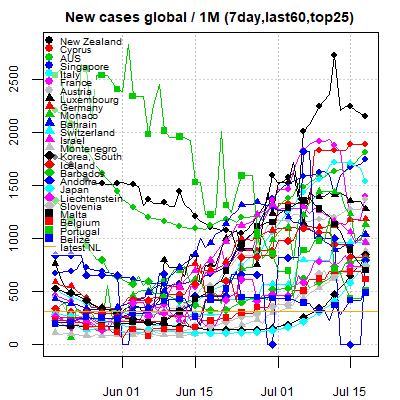 New cases global / 1M (7day,last60,top25)
New Zealand
Cyprus
AUS
Singapore
Italy
France
Austria
Luxembourg
Germany
Monaco
Bahrain
Switzerland
Israel
Montenegro
Korea, South
Iceland
Barbados
Andorra
Japan
Liechtenstein
Slovenia
Malta
Belgium
Portugal
Belize
latest NL
0
500
1000
1500
2000
2500
Jun 01
Jun 15
Jul 01
Jul 15